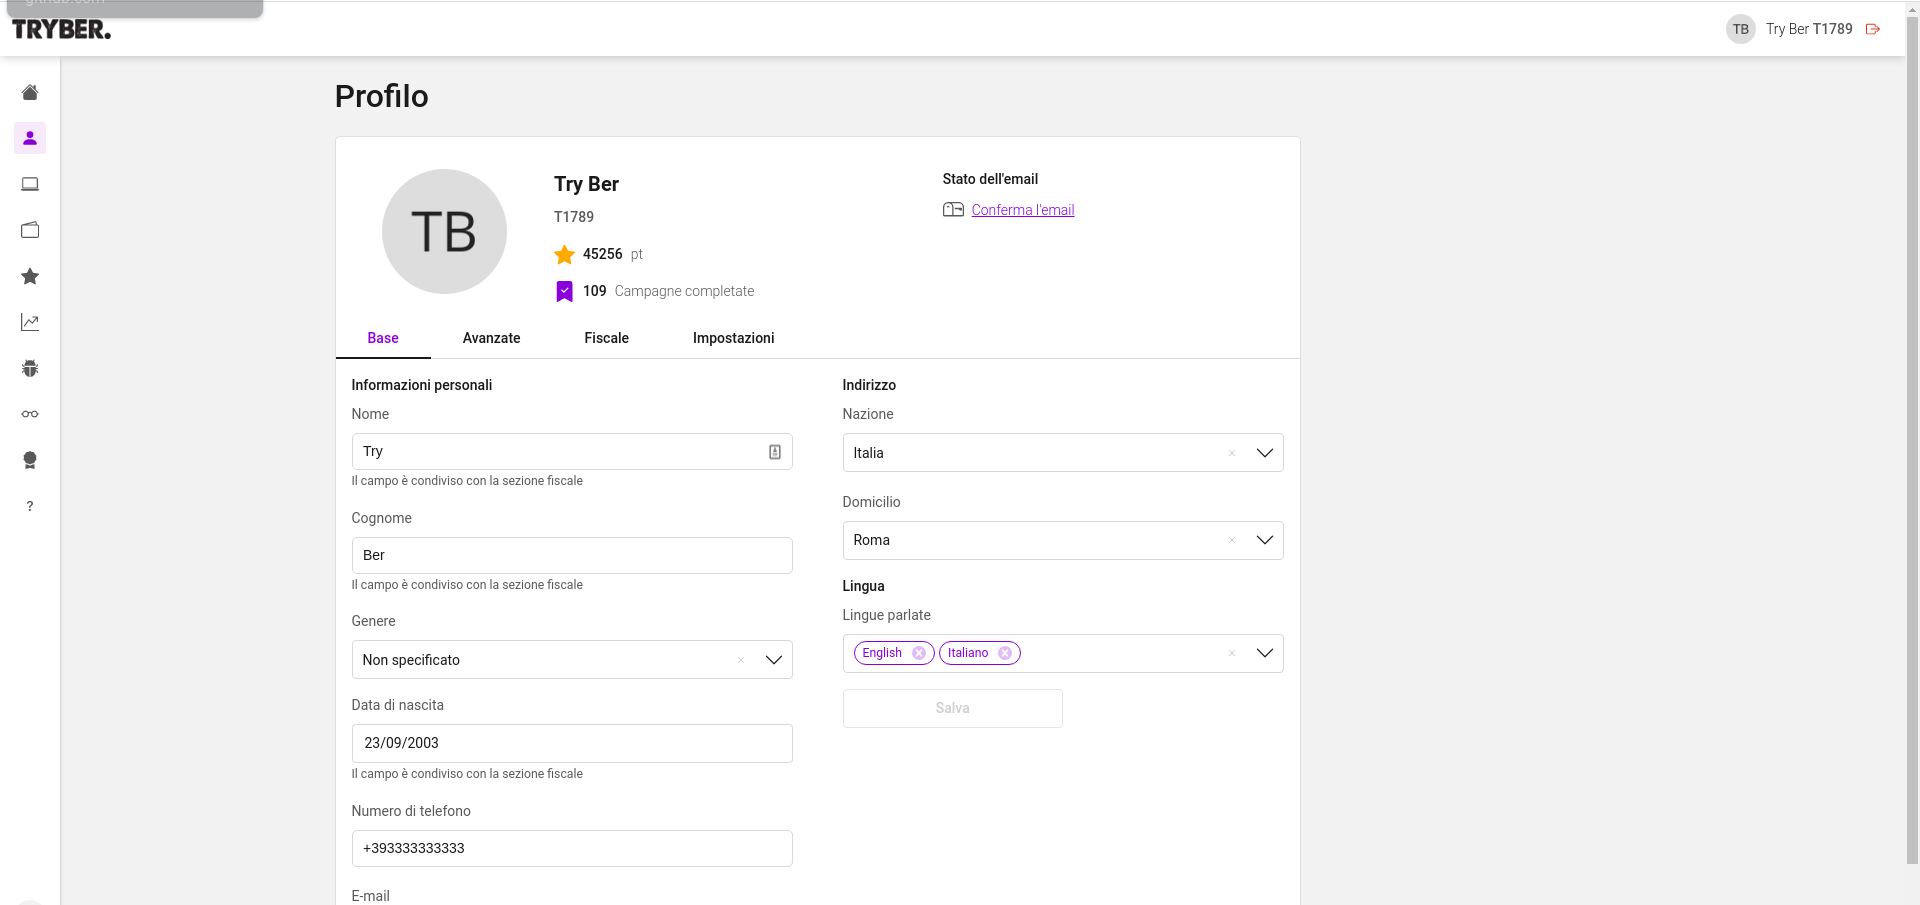 TRYBER.
TB Try Ber T1789
Profilo
TB
Try Ber
T1789
45256 pt
109 Campagne completate
Stato dell'email
Conferma l'email
Base Avanzate Fiscale Impostazioni
Informazioni personali
Nome
Try
Il campo è condiviso con la sezione fiscale
Cognome
Ber
Il campo è condiviso con la sezione fiscale
Genere
Non specificato
Data di nascita
23/09/2003
Il campo è condiviso con la sezione fiscale
Numero di telefono
+393333333333
E-mail
Indirizzo
Nazione
Italia
Domicilio
Roma
Lingua
Lingue parlate
English Italiano
Salva
?